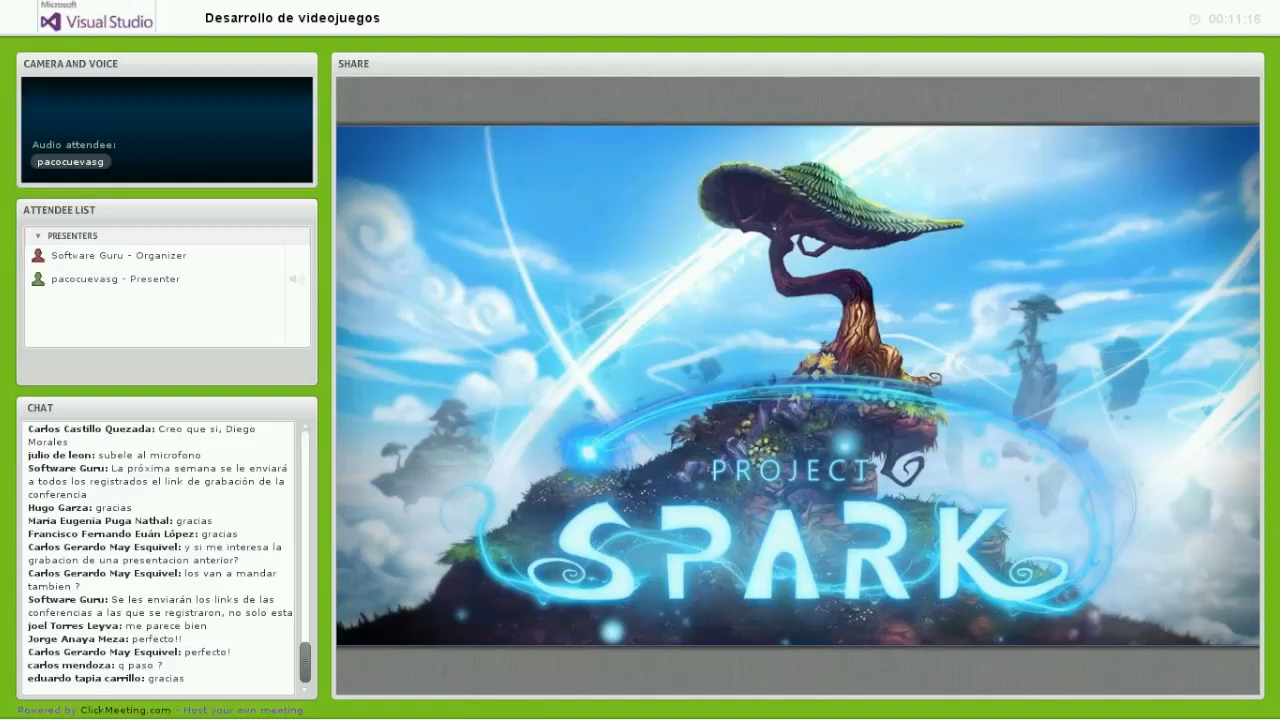 Microsoft
Visual Studio
Desarrollo de videojuegos
00:11:16
CAMERA AND VOICE
Audio attendee:
pacocuevasg
ATTENDEE LIST
PRESENTERS
Software Guru - Organizer
pacocuevasg - Presenter
CHAT
Carlos Castillo Quezada: Creo que si, Diego
Morales
julio de leon: subele al microfono
Software Guru: La próxima semana se le enviará
a todos los registrados el link de grabación de la
conferencia
Hugo Garza: gracias
Maria Eugenia Puga Nathal: gracias
Francisco Fernando Euán López: gracias
Carlos Gerardo May Esquivel: y si me interesa la
grabacion de una presentacion anterior?
Carlos Gerardo May Esquivel: los van a mandar
tambien ?
Software Guru: Se les enviarán los links de las
conferencias a las que se registraron, no solo esta
joel Torres Leyva: me parece bien
Jorge Anaya Meza: perfecto!!
Carlos Gerardo May Esquivel: perfecto!
carlos mendoza: q paso ?
eduardo tapia carrillo: gracias
Powered by ClickMeeting.com - Host your own meeting
SHARE
PROJECT
SPARK